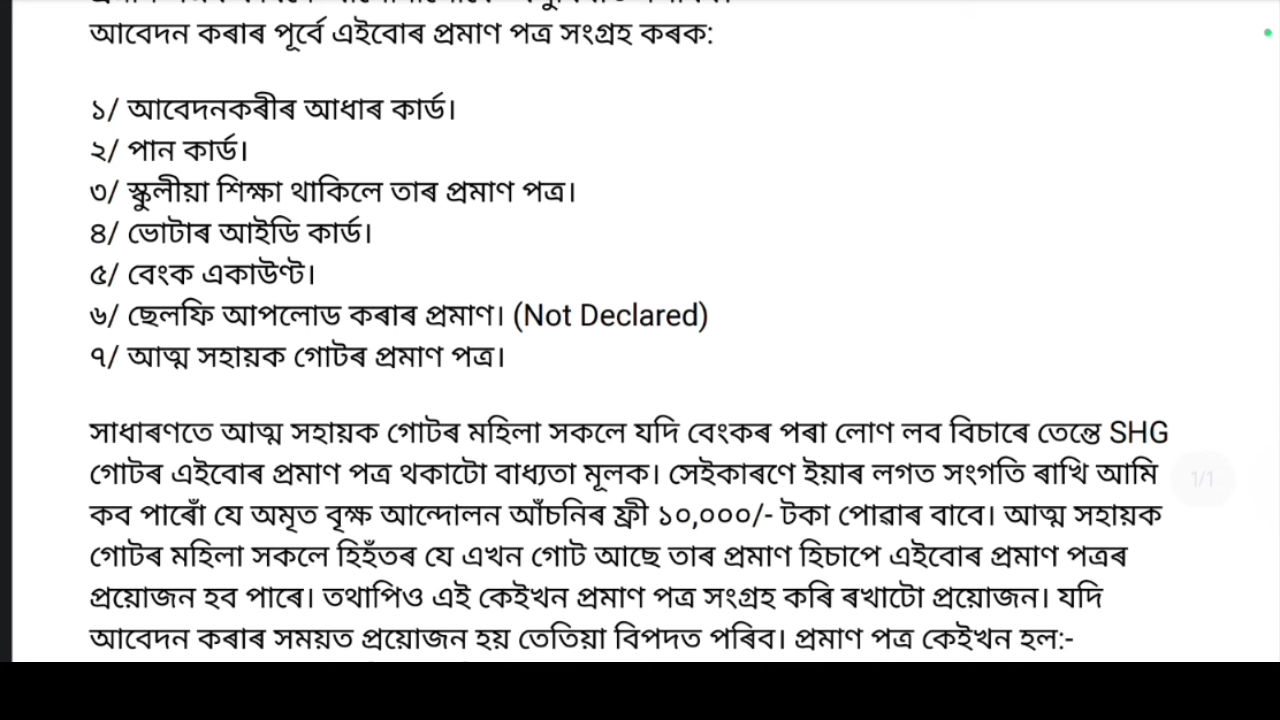 আবেদন কৰাৰ পূৰ্বে এইবোৰ প্ৰমাণ পত্ৰ সংগ্ৰহ কৰক:
১/ আবেদনকৰীৰ আধাৰ কাৰ্ড।
২/ পান কাৰ্ড।
৩/ স্কুলীয়া শিক্ষা থাকিলে তাৰ প্ৰমাণ পত্ৰ।
৪/ ভোটাৰ আইডি কাৰ্ড।
৫/ বেংক একাউণ্ট।
৬/ ছেলফি আপলোড কৰাৰ প্ৰমাণ। (Not Declared)
৭/ আত্ম সহায়ক গোটৰ প্ৰমাণ পত্ৰ।
সাধাৰণতে আত্ম সহায়ক গোটৰ মহিলা সকলে যদি বেংকৰ পৰা লোণ লব বিচাৰে তেন্তে SHG
গোটৰ এইবোৰ প্ৰমাণ পত্ৰ থকাটো বাধ্যতা মূলক। সেইকাৰণে ইয়াৰ লগত সংগতি ৰাখি আমি
কব পাৰোঁ যে অমৃত বৃক্ষ আন্দোলন আঁচনিৰ ফ্ৰী ১০,০০০/- টকা পোৱাৰ বাবে। আত্ম সহায়ক
গোটৰ মহিলা সকলে হিহঁতৰ যে এখন গোট আছে তাৰ প্ৰমাণ হিচাপে এইবোৰ প্ৰমাণ পত্ৰৰ
প্ৰয়োজন হব পাৰে। তথাপিও এই কেইখন প্ৰমাণ পত্ৰ সংগ্ৰহ কৰি ৰখাটো প্ৰয়োজন। যদি
আবেদন কৰাৰ সময়ত প্ৰয়োজন হয় তেতিয়া বিপদত পৰিব। প্ৰমাণ পত্ৰ কেইখন হল:-
1/1